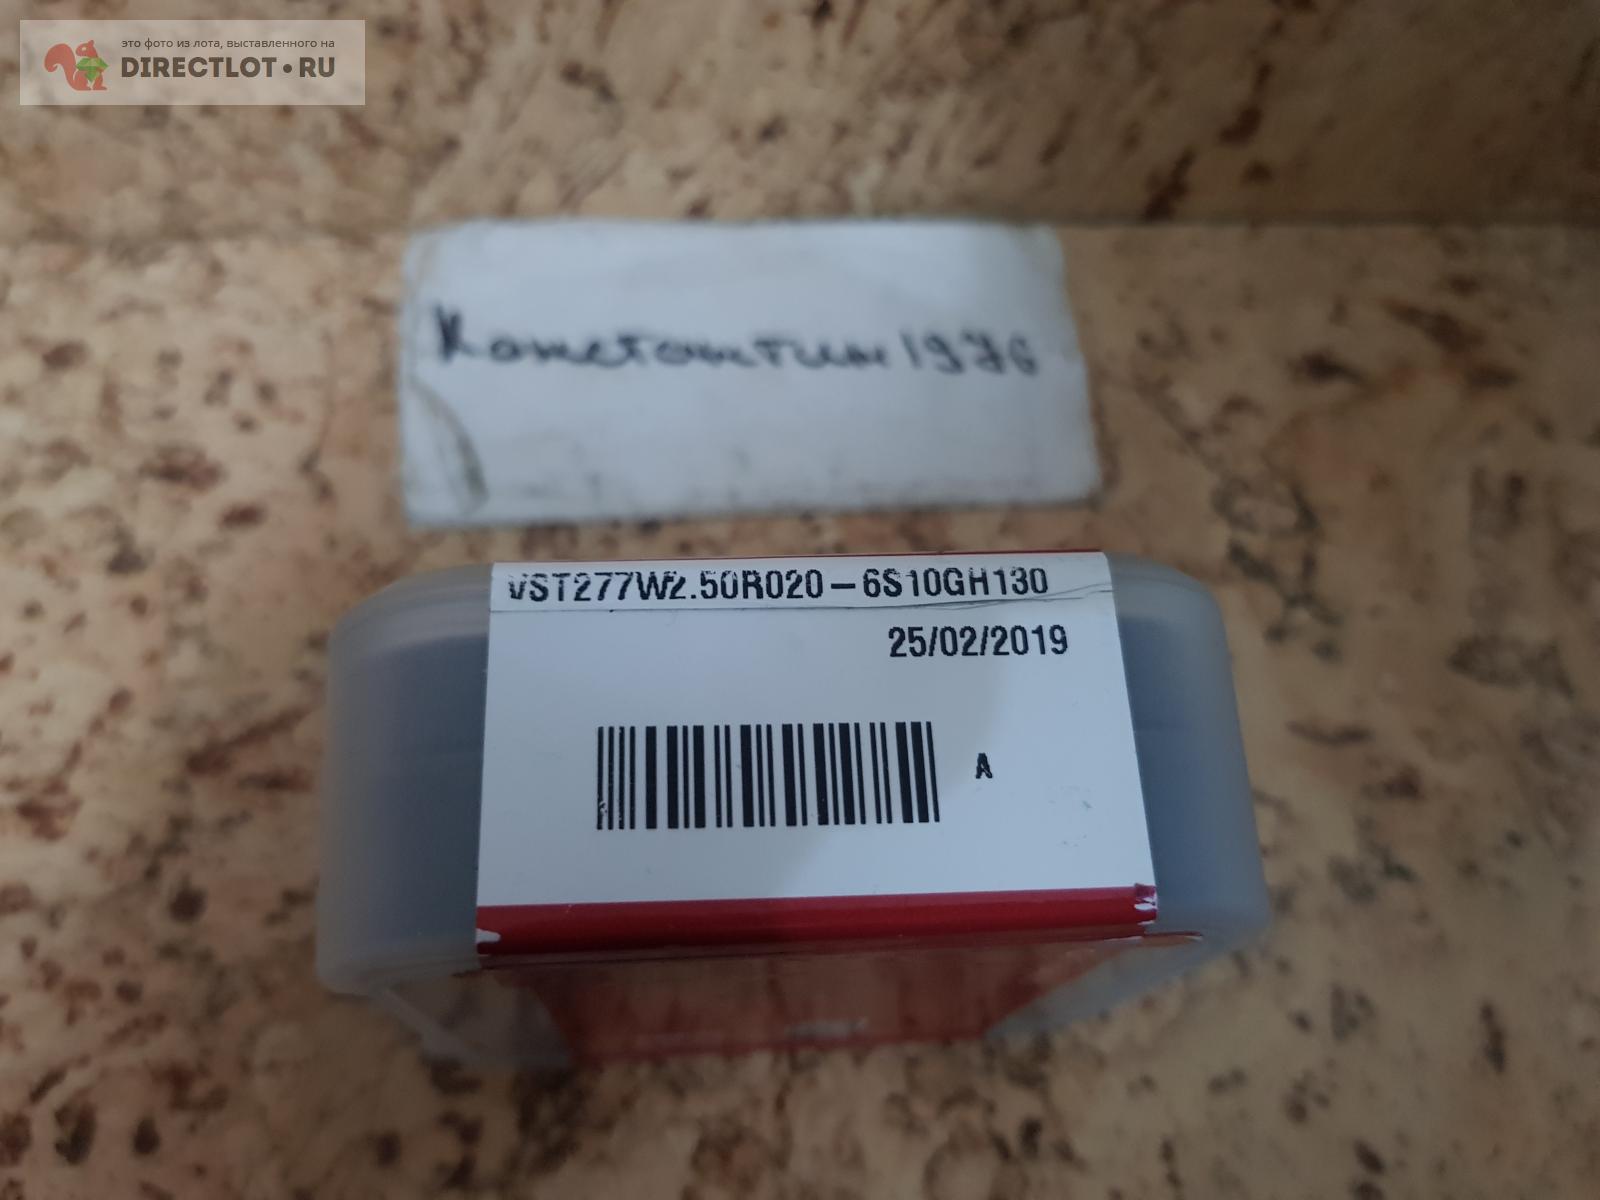 это фото из лота, выставленного на
DIRECTLOT•RU
Константин1976
VST277W2.50R020-6S10GH130
25/02/2019
A